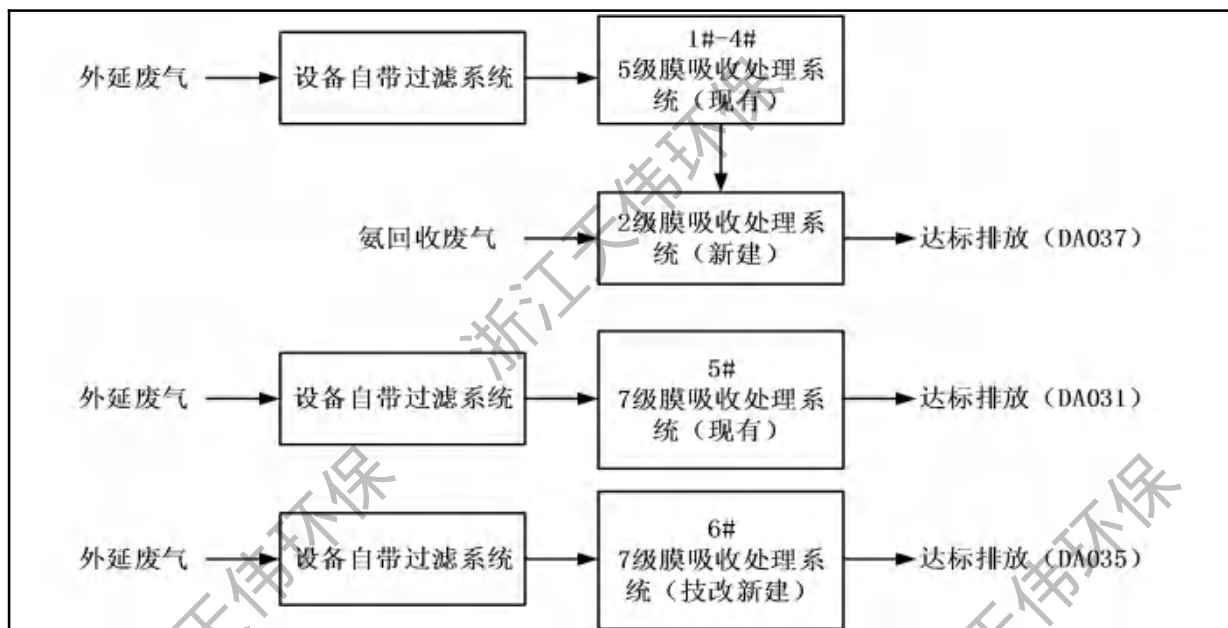 外延废气
设备自带过滤系统
1#-4#
5级膜吸收处理系
统（现有）
氨回收废气
2级膜吸收处理系
统（新建）
达标排放（DA037）
外延废气
设备自带过滤系统
5#
7级膜吸收处理系
统（现有）
达标排放（DA031）
外延废气
设备自带过滤系统
6#
7级膜吸收处理系
统（技改新建）
达标排放（DA035）
浙江天伟环保
天伟环保
天伟环保